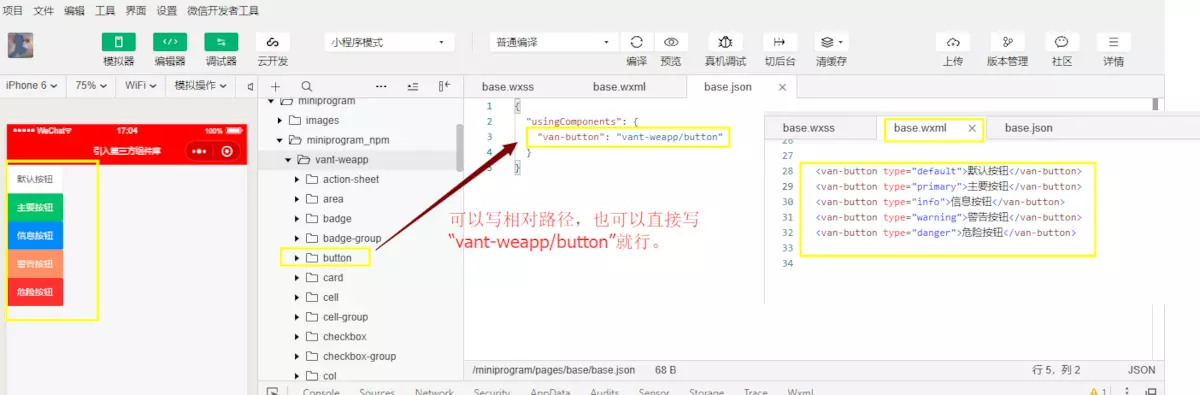 项目 文件 编辑 工具 界面 设置 微信开发者工具
模拟器 编辑器 调试器 云开发
小程序模式
普通编译
编译 预览 真机调试 切后台 清缓存
上传 版本管理 社区 详情
iPhone 6 75% WiFi 模拟操作
WeChat 17:04 100%
引入第三方组件库
默认按钮
主要按钮
信息按钮
警告按钮
危险按钮
miniprogram
images
miniprogram_npm
vant-weapp
action-sheet
area
badge
badge-group
button
card
cell
cell-group
checkbox
checkbox-group
col
base.wxss base.wxml base.json
1 {
2 "usingComponents": {
3 "van-button": "vant-weapp/button"
4 }
5 }
可以写相对路径，也可以直接写
“vant-weapp/button”就行。
base.wxss base.wxml base.json
26
27
28 <van-button type="default">默认按钮</van-button>
29 <van-button type="primary">主要按钮</van-button>
30 <van-button type="info">信息按钮</van-button>
31 <van-button type="warning">警告按钮</van-button>
32 <van-button type="danger">危险按钮</van-button>
33
34
/miniprogram/pages/base/base.json 68 B
行 5，列 2 JSON
Console Sources Network Security AppData Audits Sensor Storage Trace Wxml
1